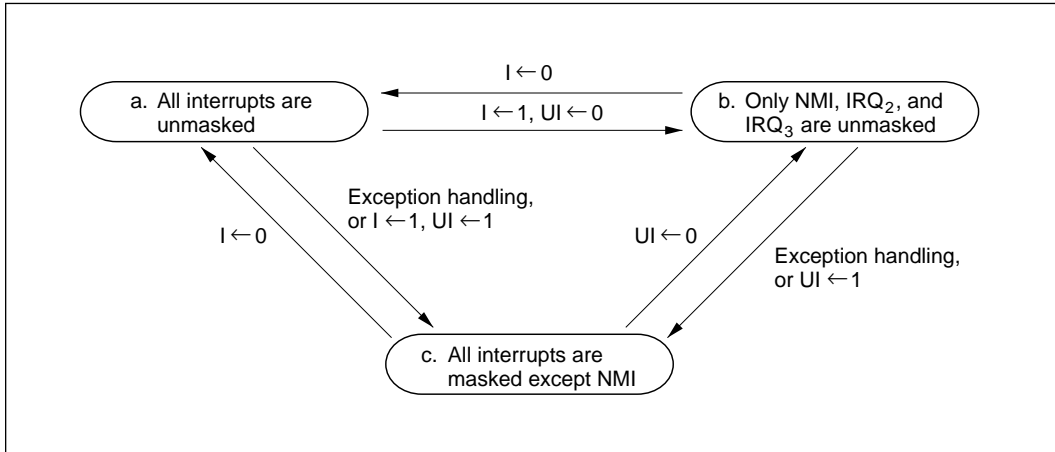 I ← 0
a. All interrupts are
unmasked
I ← 1, UI ← 0
b. Only NMI, IRQ₂, and
IRQ₃ are unmasked
Exception handling,
or I ← 1, UI ← 1
I ← 0
UI ← 0
Exception handling,
or UI ← 1
c. All interrupts are
masked except NMI